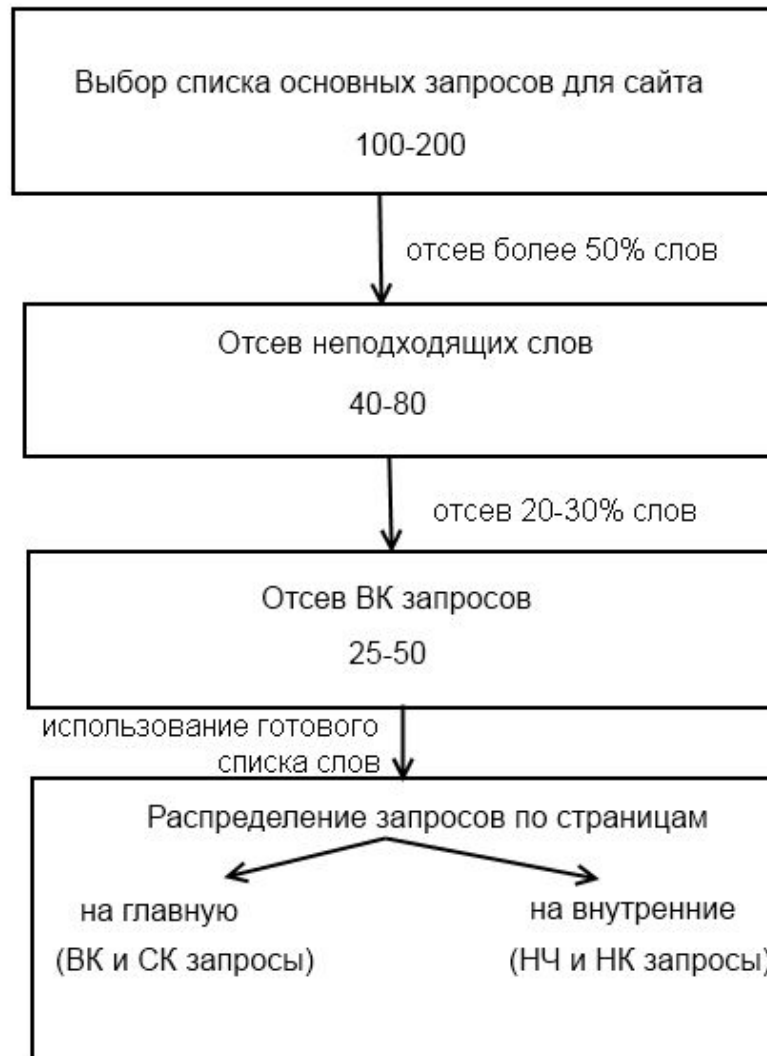 Выбор списка основных запросов для сайта
100-200
отсев более 50% слов
Отсев неподходящих слов
40-80
отсев 20-30% слов
Отсев ВК запросов
25-50
использование готового
списка слов
Распределение запросов по страницам
на главную
(ВК и СК запросы)
на внутренние
(НЧ и НК запросы)